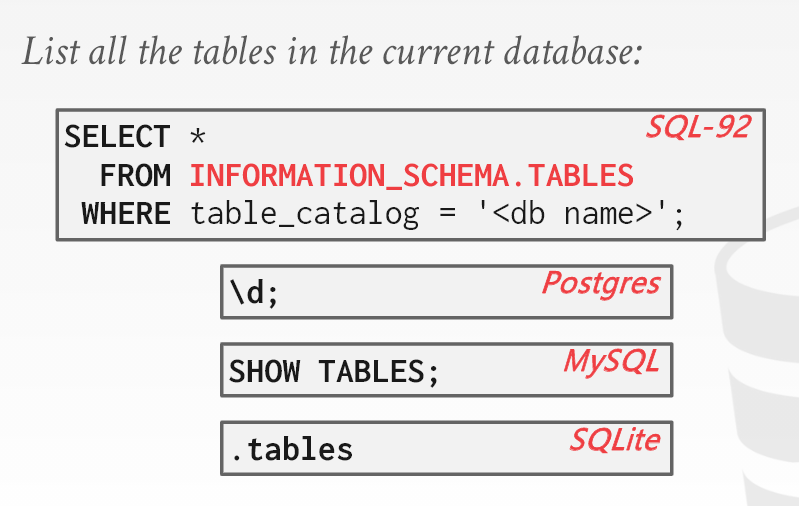 List all the tables in the current database:
SQL-92
SELECT *
FROM INFORMATION_SCHEMA.TABLES
WHERE table_catalog = '<db name>';
\d; Postgres
SHOW TABLES; MySQL
.tables SQLite